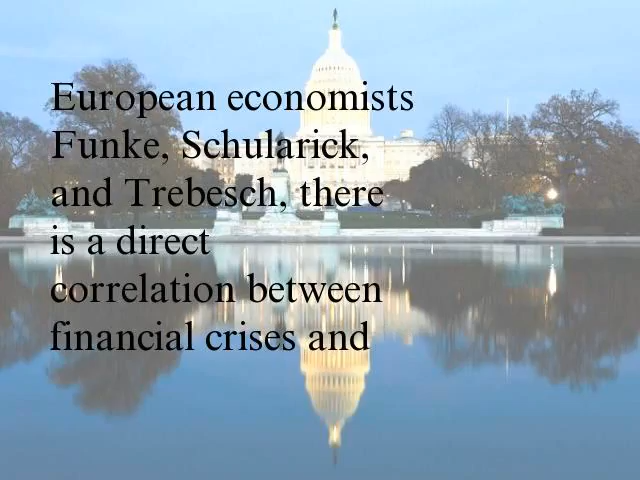 European economists
Funke, Schularick,
and Trebesch, there
is a direct
correlation between
financial crises and